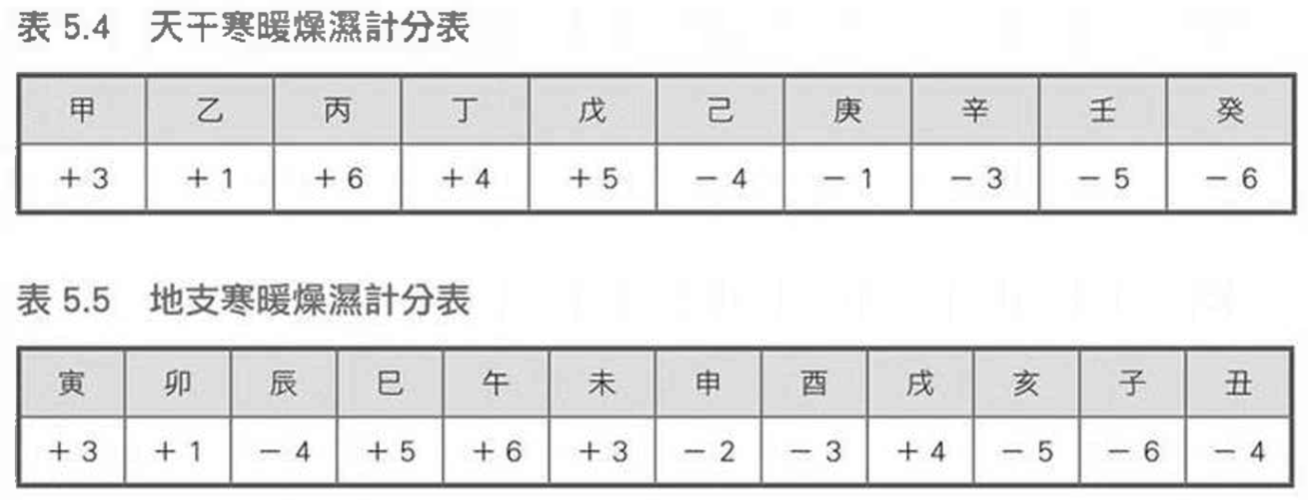 表 5.4 天干寒暖燥濕計分表
甲 乙 丙 丁 戊 己 庚 辛 壬 癸
+3 +1 +6 +4 +5 -4 -1 -3 -5 -6
表 5.5 地支寒暖燥濕計分表
寅 卯 辰 巳 午 未 申 酉 戌 亥 子 丑
+3 +1 -4 +5 +6 +3 -2 -3 +4 -5 -6 -4